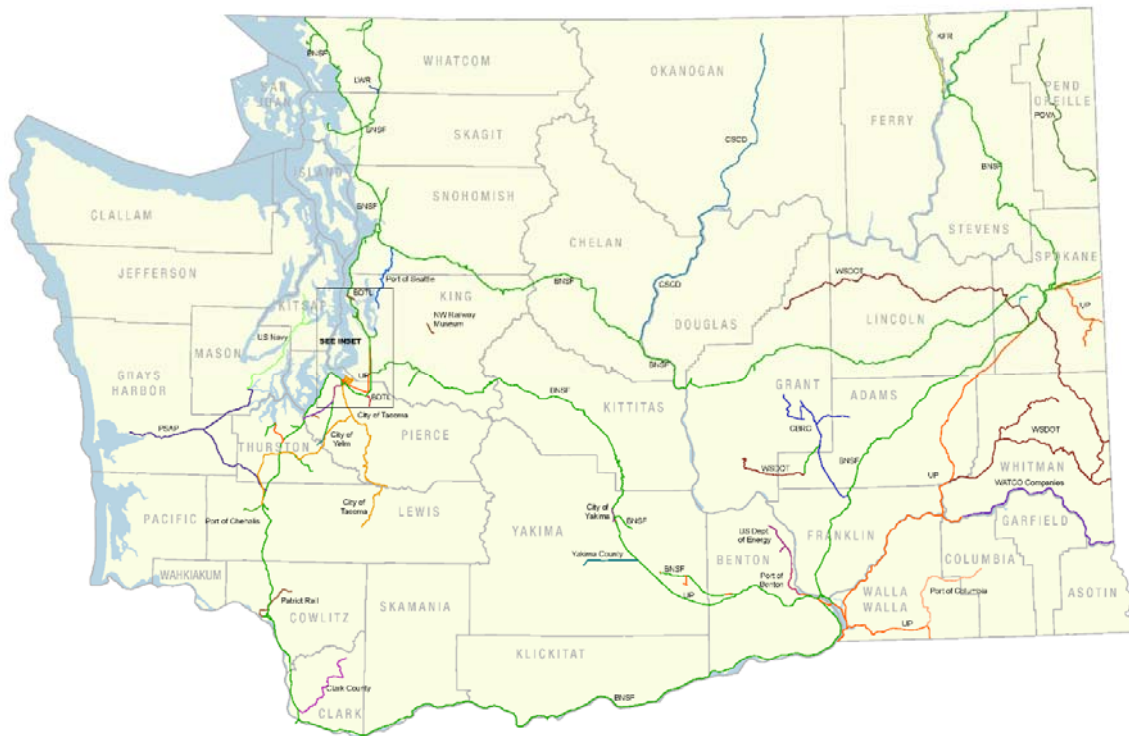 BNSF
WHATCOM
OKANOGAN
KFR
LWR
SAN
JUAN
PEND
OREILLE
POVA
FERRY
SKAGIT
BNSF
CSCD
BNSF
ISLAND
SNOHOMISH
BNSF
CLALLAM
STEVENS
CHELAN
SPOKANE
JEFFERSON
Port of Seattle
WSDOT
BNSF
CSCD
BDTL
KING
KITSAP
UP
LINCOLN
NW Railway
Museum
DOUGLAS
US Navy
SEE INSET
MASON
BNSF
GRAYS
HARBOR
UP
GRANT
ADAMS
BNSF
KITTITAS
BDTL
City of Tacoma
CBRG
PSAP
City of
Yelm
PIERCE
WSDOT
THURSTON
BNSF
WSDOT
WHITMAN
UP
WATCO Companies
City of
Tacoma
LEWIS
City of
Yakima
BNSF
PACIFIC
Port of Chehalis
YAKIMA
GARFIELD
US Dept
of Energy
FRANKLIN
BENTON
Yakima County
COLUMBIA
WAHKIAKUM
BNSF
Port of
Benton
UP
WALLA
WALLA
Port of Columbia
ASOTIN
Patriot Rail
SKAMANIA
COWLITZ
UP
KLICKITAT
Clark County
BNSF
CLARK